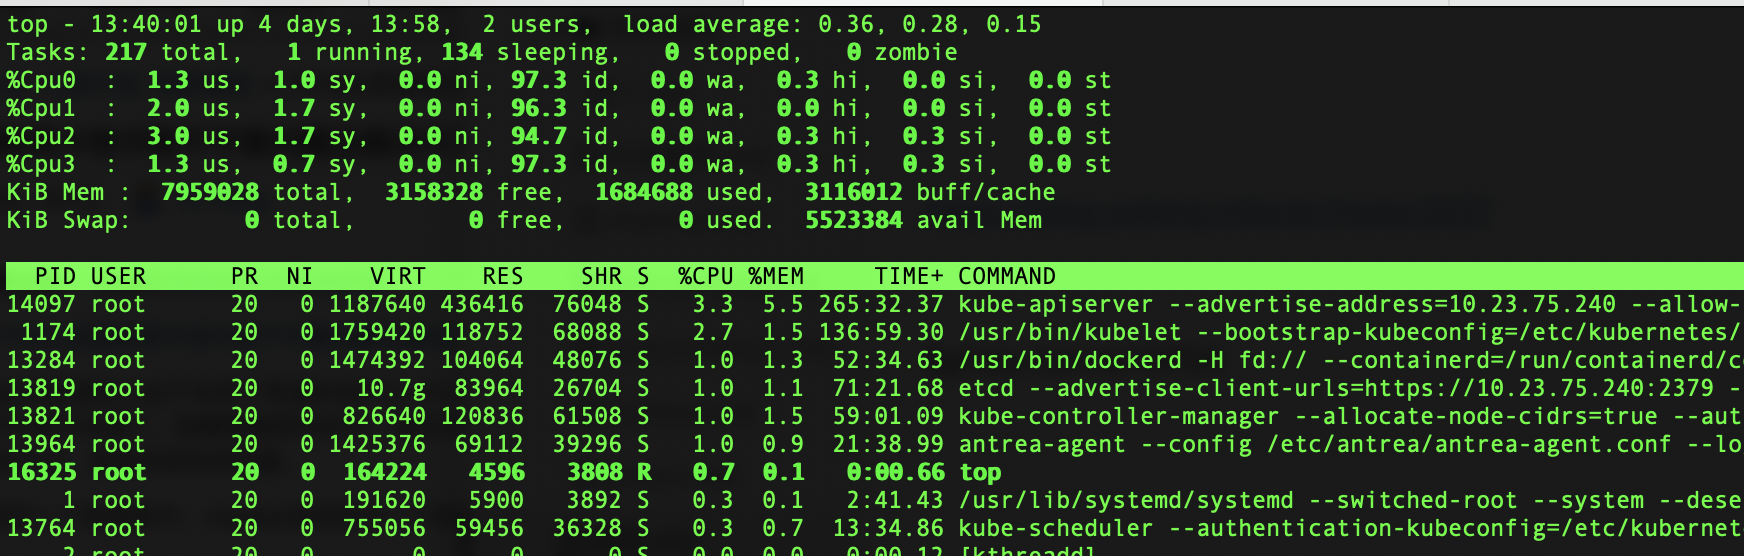 top - 13:40:01 up 4 days, 13:58,  2 users,  load average: 0.36, 0.28, 0.15
Tasks: 217 total,   1 running, 134 sleeping,   0 stopped,   0 zombie
%Cpu0  :  1.3 us,  1.0 sy,  0.0 ni, 97.3 id,  0.0 wa,  0.3 hi,  0.0 si,  0.0 st
%Cpu1  :  2.0 us,  1.7 sy,  0.0 ni, 96.3 id,  0.0 wa,  0.0 hi,  0.0 si,  0.0 st
%Cpu2  :  3.0 us,  1.7 sy,  0.0 ni, 94.7 id,  0.0 wa,  0.3 hi,  0.3 si,  0.0 st
%Cpu3  :  1.3 us,  0.7 sy,  0.0 ni, 97.3 id,  0.0 wa,  0.3 hi,  0.3 si,  0.0 st
KiB Mem :  7959028 total,  3158328 free,  1684688 used,  3116012 buff/cache
KiB Swap:        0 total,        0 free,        0 used.  5523384 avail Mem
PID USER      PR  NI    VIRT    RES    SHR S  %CPU %MEM     TIME+ COMMAND
14097 root      20   0 1187640 436416  76048 S   3.3  5.5 265:32.37 kube-apiserver --advertise-address=10.23.75.240 --allow-
1174 root      20   0 1759420 118752  68088 S   2.7  1.5 136:59.30 /usr/bin/kubelet --bootstrap-kubeconfig=/etc/kubernetes/
13284 root      20   0 1474392 104064  48076 S   1.0  1.3  52:34.63 /usr/bin/dockerd -H fd:// --containerd=/run/containerd/c
13819 root      20   0   10.7g  83964  26704 S   1.0  1.1  71:21.68 etcd --advertise-client-urls=https://10.23.75.240:2379 -
13821 root      20   0  826640 120836  61508 S   1.0  1.5  59:01.09 kube-controller-manager --allocate-node-cidrs=true --aut
13964 root      20   0 1425376  69112  39296 S   1.0  0.9  21:38.99 antrea-agent --config /etc/antrea/antrea-agent.conf --lo
16325 root      20   0  164224   4596   3808 R   0.7  0.1   0:00.66 top
1 root      20   0  191620   5900   3892 S   0.3  0.1   2:41.43 /usr/lib/systemd/systemd --switched-root --system --dese
13764 root      20   0  755056  59456  36328 S   0.3  0.7  13:34.86 kube-scheduler --authentication-kubeconfig=/etc/kubernet
2 root      20   0       0      0      0 S   0.0  0.0   0:00.12 [kthreadd]